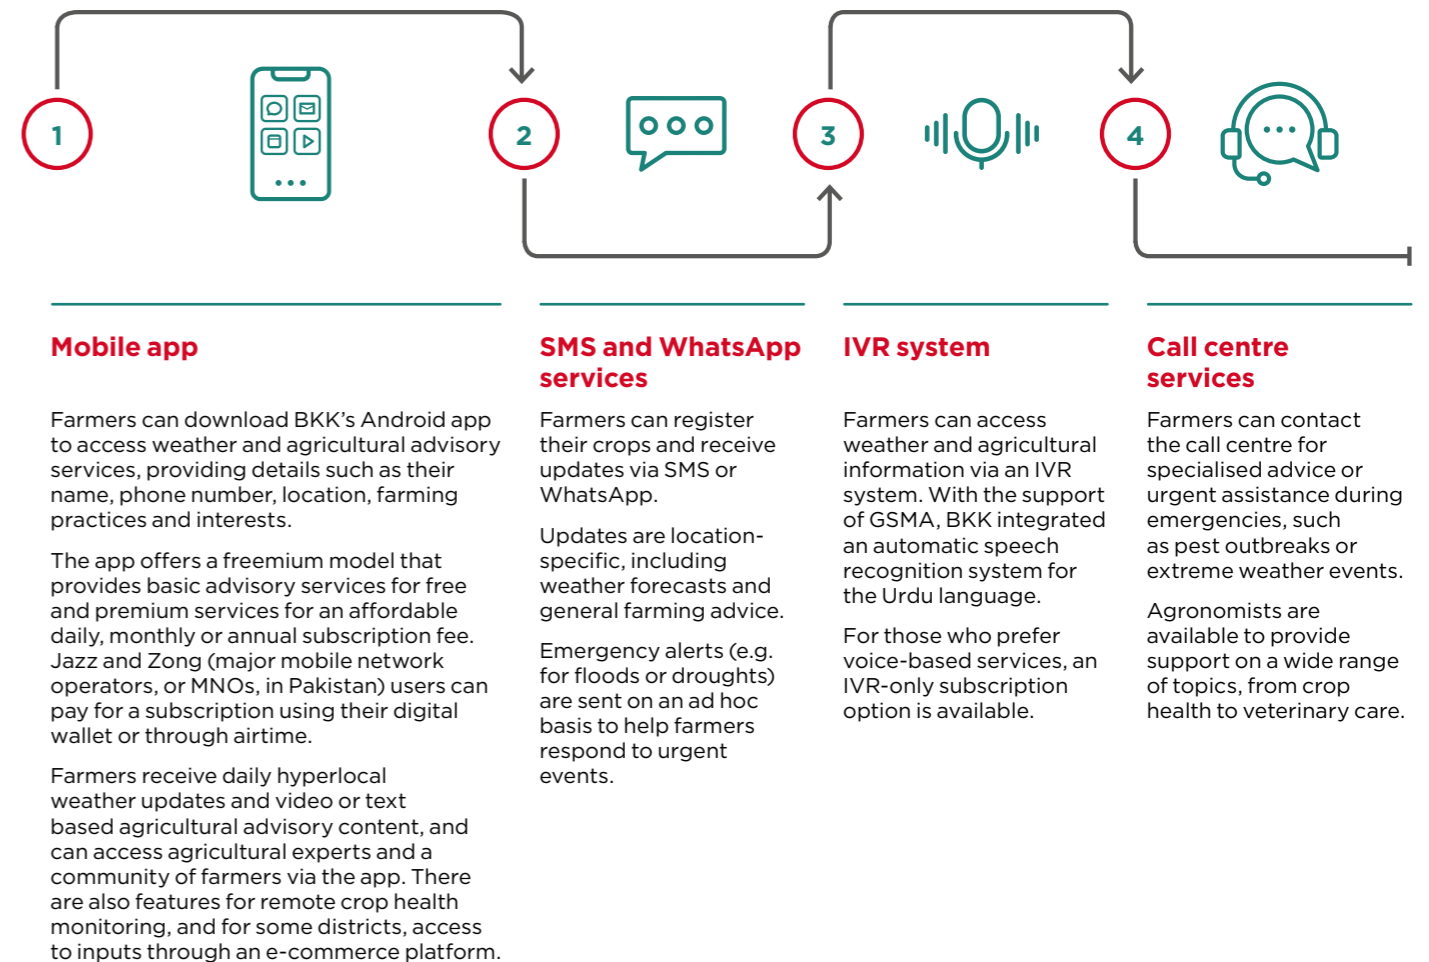 1
2
3
4
Mobile app
Farmers can download BKK's Android app
to access weather and agricultural advisory
services, providing details such as their
name, phone number, location, farming
practices and interests.
The app offers a freemium model that
provides basic advisory services for free
and premium services for an affordable
daily, monthly or annual subscription fee.
Jazz and Zong (major mobile network
operators, or MNOs, in Pakistan) users can
pay for a subscription using their digital
wallet or through airtime.
Farmers receive daily hyperlocal
weather updates and video or text
based agricultural advisory content, and
can access agricultural experts and a
community of farmers via the app. There
are also features for remote crop health
monitoring, and for some districts, access
to inputs through an e-commerce platform.
SMS and WhatsApp
services
Farmers can register
their crops and receive
updates via SMS or
WhatsApp.
Updates are location-
specific, including
weather forecasts and
general farming advice.
Emergency alerts (e.g.
for floods or droughts)
are sent on an ad hoc
basis to help farmers
respond to urgent
events.
IVR system
Farmers can access
weather and agricultural
information via an IVR
system. With the support
of GSMA, BKK integrated
an automatic speech
recognition system for
the Urdu language.
For those who prefer
voice-based services, an
IVR-only subscription
option is available.
Call centre
services
Farmers can contact
the call centre for
specialised advice or
urgent assistance during
emergencies, such
as pest outbreaks or
extreme weather events.
Agronomists are
available to provide
support on a wide range
of topics, from crop
health to veterinary care.